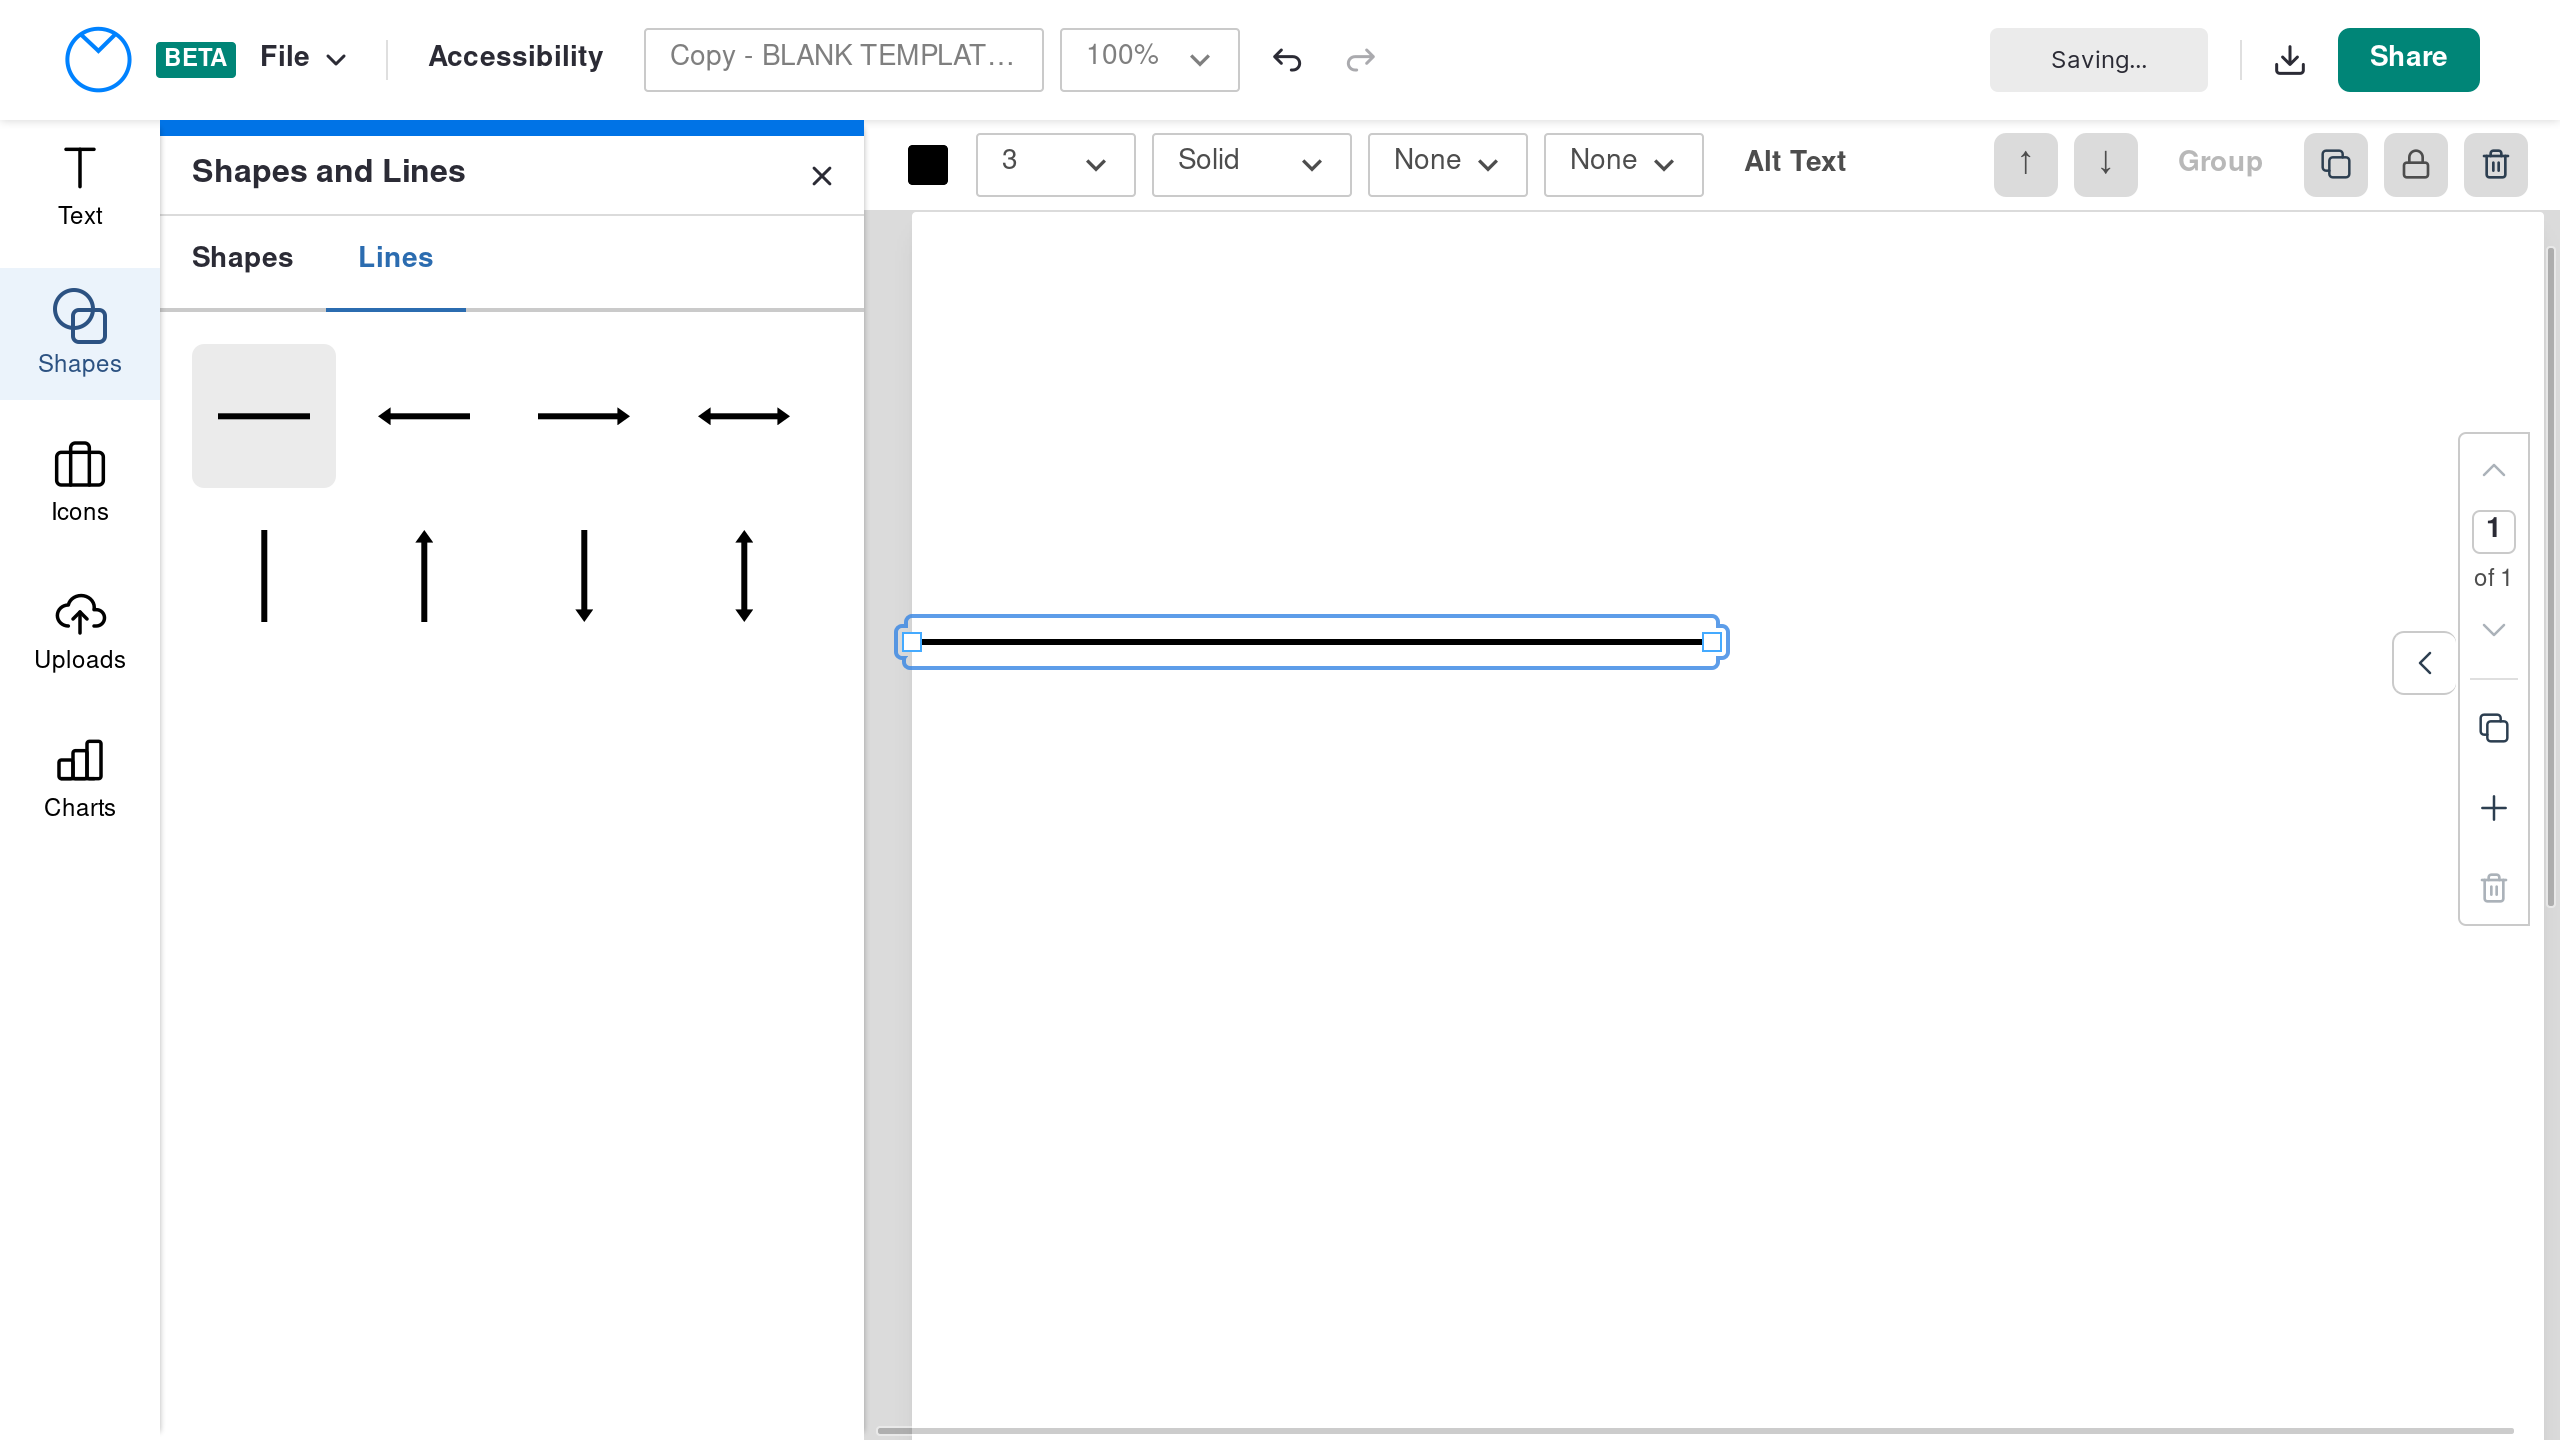 BETA File Accessibility Copy - BLANK TEMPLAT... 100% Saving... Share
Text
Shapes and Lines
3 Solid None None Alt Text ↑ ↓ Group
Shapes Lines
Shapes
Icons
1
of 1
Uploads
Charts